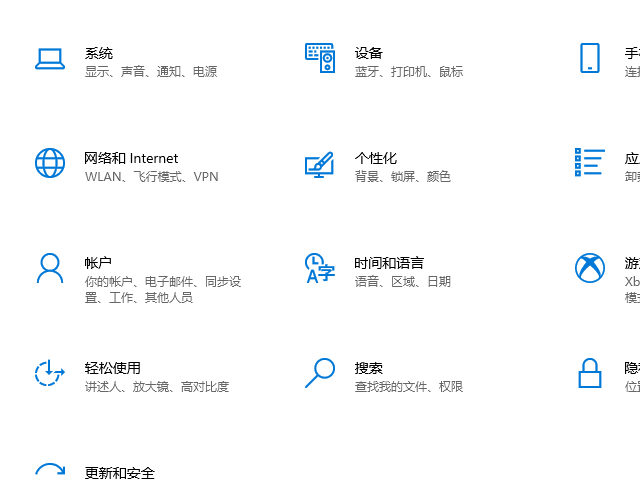 系统
显示、声音、通知、电源
设备
蓝牙、打印机、鼠标
网络和 Internet
WLAN、飞行模式、VPN
个性化
背景、锁屏、颜色
帐户
你的帐户、电子邮件、同步设
置、工作、其他人员
时间和语言
语音、区域、日期
Xb
模式
轻松使用
讲述人、放大镜、高对比度
搜索
查找我的文件、权限
更新和安全